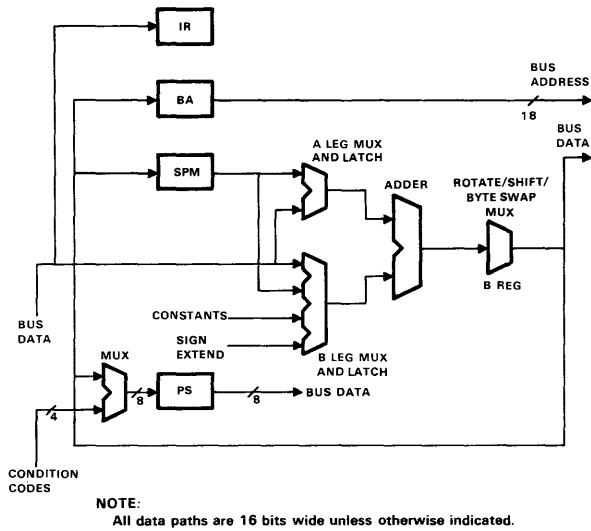 IR
BUS
ADDRESS
BA
18
BUS
DATA
A LEG MUX
AND LATCH
SPM
ADDER
ROTATE/SHIFT/
BYTE SWAP
MUX
B REG
CONSTANTS
BUS
DATA
SIGN
EXTEND
B LEG MUX
AND LATCH
MUX
8
PS
8
BUS DATA
4
CONDITION
CODES
NOTE:
All data paths are 16 bits wide unless otherwise indicated.